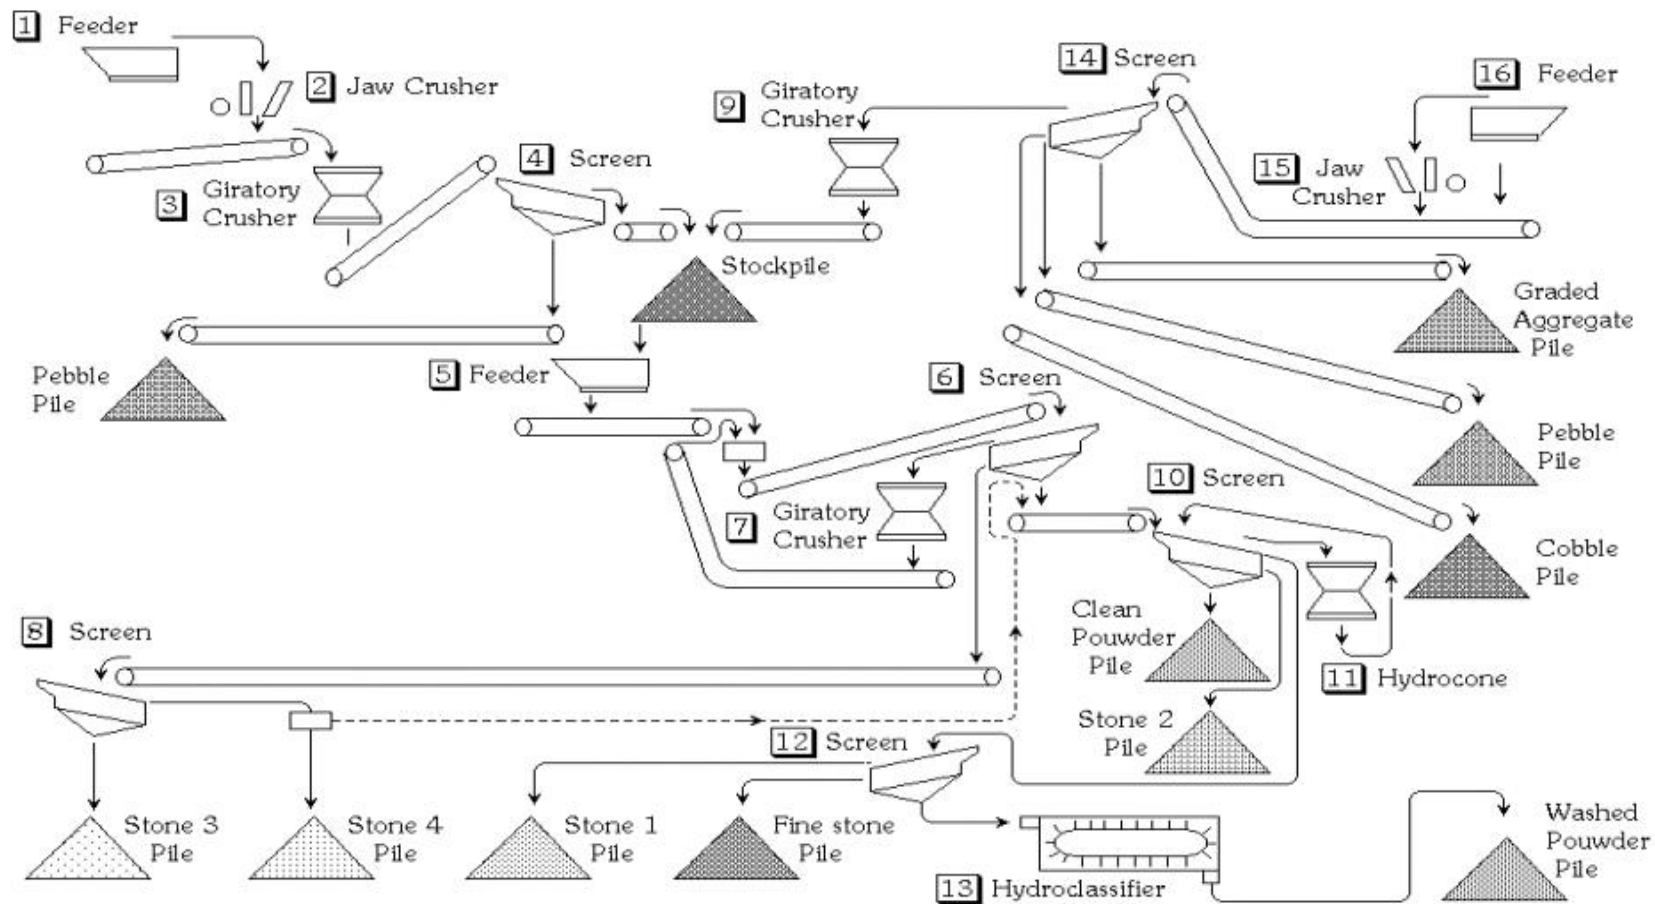 1 Feeder
2 Jaw Crusher
3 Giratory
Crusher
4 Screen
9 Giratory
Crusher
14 Screen
16 Feeder
15 Jaw
Crusher
Stockpile
Graded
Aggregate
Pile
Pebble
Pile
5 Feeder
6 Screen
Pebble
Pile
10 Screen
7 Giratory
Crusher
Cobble
Pile
Clean
Pouwder
Pile
11 Hydrocone
8 Screen
Stone 2
Pile
12 Screen
Stone 3
Pile
Stone 4
Pile
Stone 1
Pile
Fine stone
Pile
13 Hydroclassifier
Washed
Pouwder
Pile